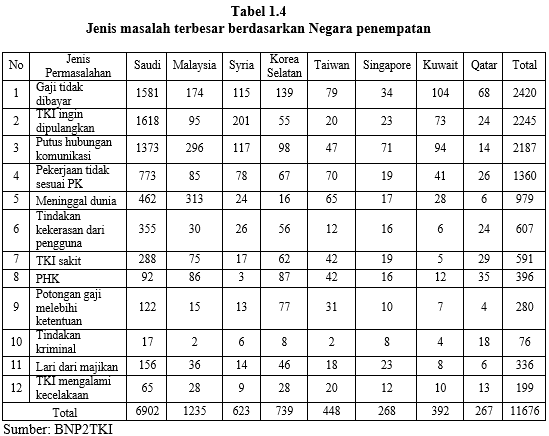 Tabel 1.4
Jenis masalah terbesar berdasarkan Negara penempatan
No Jenis Permasalahan Saudi Malaysia Syria Korea Selatan Taiwan Singapore Kuwait Qatar Total
1 Gaji tidak dibayar 1581 174 115 139 79 34 104 68 2420
2 TKI ingin dipulangkan 1618 95 201 55 20 23 73 24 2245
3 Putus hubungan komunikasi 1373 296 117 98 47 71 94 14 2187
4 Pekerjaan tidak sesuai PK 773 85 78 67 70 19 41 26 1360
5 Meninggal dunia 462 313 24 16 65 17 28 6 979
6 Tindakan kekerasan dari pengguna 355 30 26 56 12 16 6 24 607
7 TKI sakit 288 75 17 62 42 19 5 29 591
8 PHK 92 86 3 87 42 16 12 35 396
9 Potongan gaji melebihi ketentuan 122 15 13 77 31 10 7 4 280
10 Tindakan kriminal 17 2 6 8 2 8 4 18 76
11 Lari dari majikan 156 36 14 46 18 23 8 6 336
12 TKI mengalami kecelakaan 65 28 9 28 20 12 10 13 199
Total 6902 1235 623 739 448 268 392 267 11676
Sumber: BNP2TKI